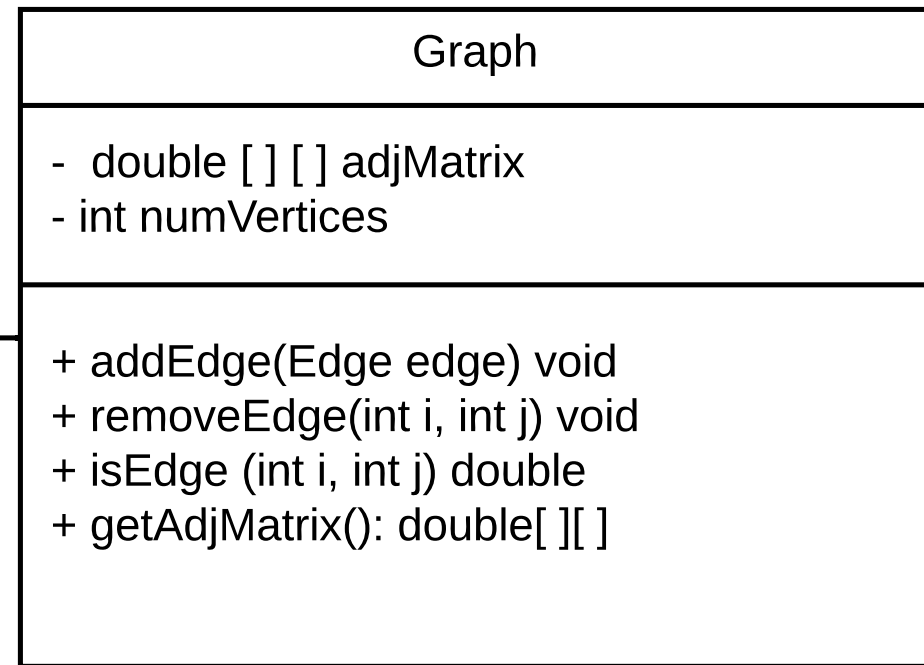 Graph
-  double [ ] [ ] adjMatrix
- int numVertices
+ addEdge(Edge edge) void
+ removeEdge(int i, int j) void
+ isEdge (int i, int j) double
+ getAdjMatrix(): double[ ][ ]